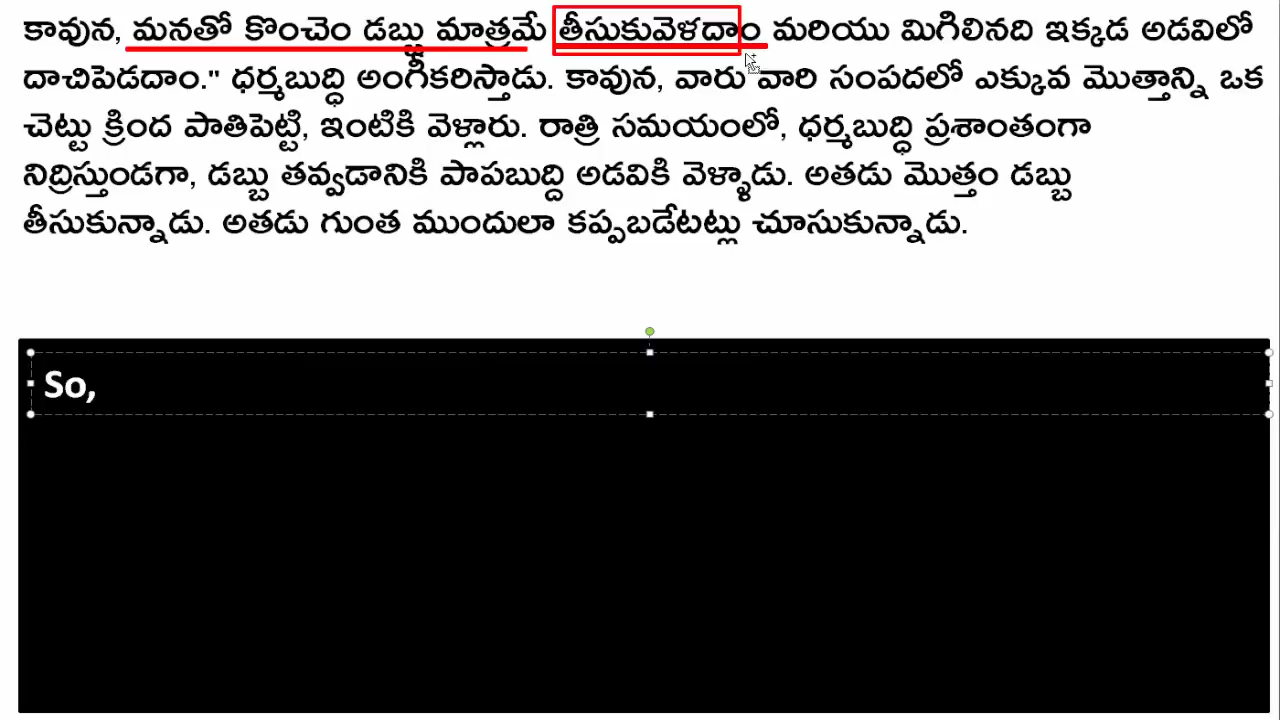 కావున, మనతో కొంచెం డబ్బు మాత్రమే తీసుకువెళదాం మరియు మిగిలినది ఇక్కడ అడవిలో
దాచిపెడదాం." ధర్మబుద్ధి అంగీకరిస్తాడు. కావున, వారు వారి సంపదలో ఎక్కువ మొత్తాన్ని ఒక
చెట్టు క్రింద పాతిపెట్టి, ఇంటికి వెళ్లారు. రాత్రి సమయంలో, ధర్మబుద్ధి ప్రశాంతంగా
నిద్రిస్తుండగా, డబ్బు తవ్వడానికి పాపబుద్ది అడవికి వెళ్ళాడు. అతడు మొత్తం డబ్బు
తీసుకున్నాడు. అతడు గుంత ముందులా కప్పబడేటట్లు చూసుకున్నాడు.
So,